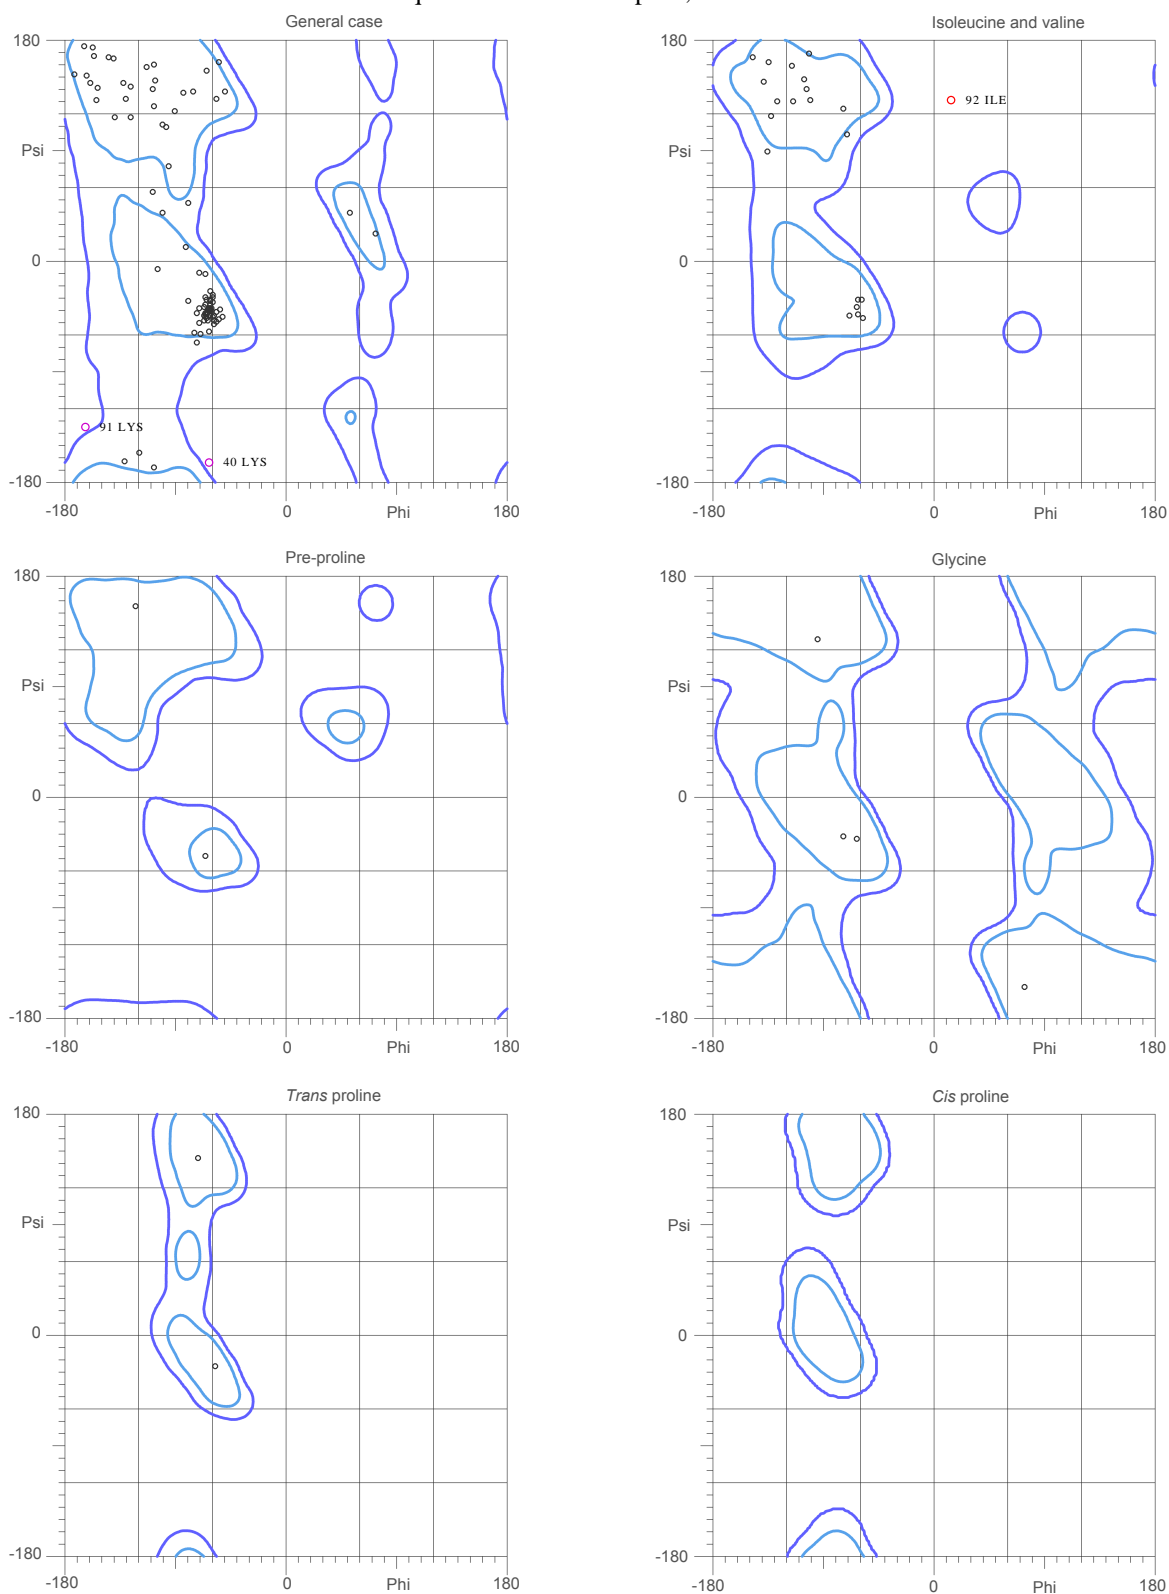 General case
Isoleucine and valine
180
180
92 ILE
Psi
Psi
0
0
91 LYS
40 LYS
-180
-180
-180
0
Phi
180
-180
0
Phi
180
Pre-proline
Glycine
180
180
Psi
Psi
0
0
-180
-180
-180
0
Phi
180
-180
0
Phi
180
Trans proline
Cis proline
180
180
Psi
Psi
0
0
-180
-180
-180
0
Phi
180
-180
0
Phi
180